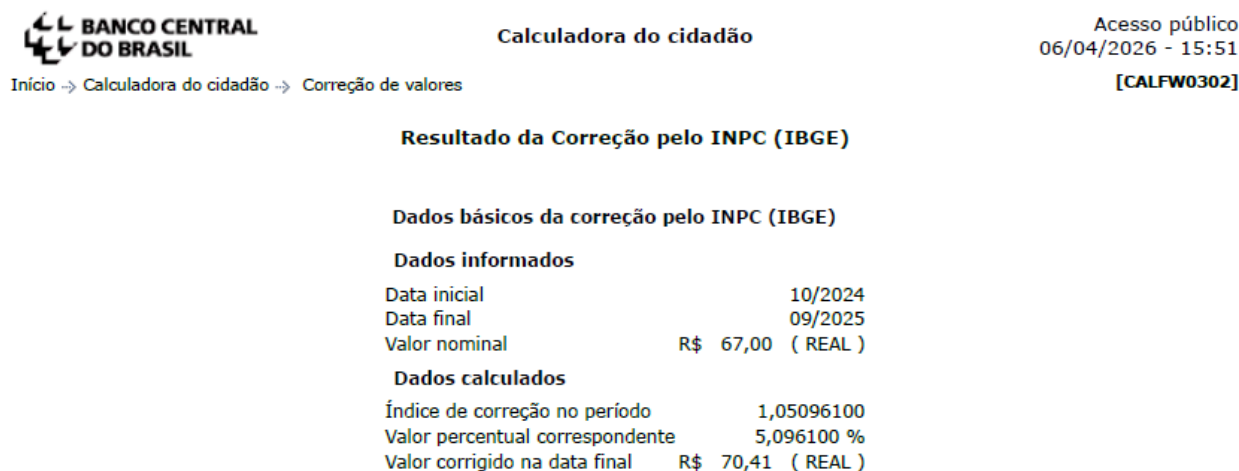 BANCO CENTRAL
DO BRASIL
Calculadora do cidadão
Acesso público
06/04/2026 - 15:51
Início --> Calculadora do cidadão --> Correção de valores
[CALFW0302]
Resultado da Correção pelo INPC (IBGE)
Dados básicos da correção pelo INPC (IBGE)
Dados informados
Data inicial 10/2024
Data final 09/2025
Valor nominal R$ 67,00 ( REAL )
Dados calculados
Índice de correção no período 1,05096100
Valor percentual correspondente 5,096100 %
Valor corrigido na data final R$ 70,41 ( REAL )